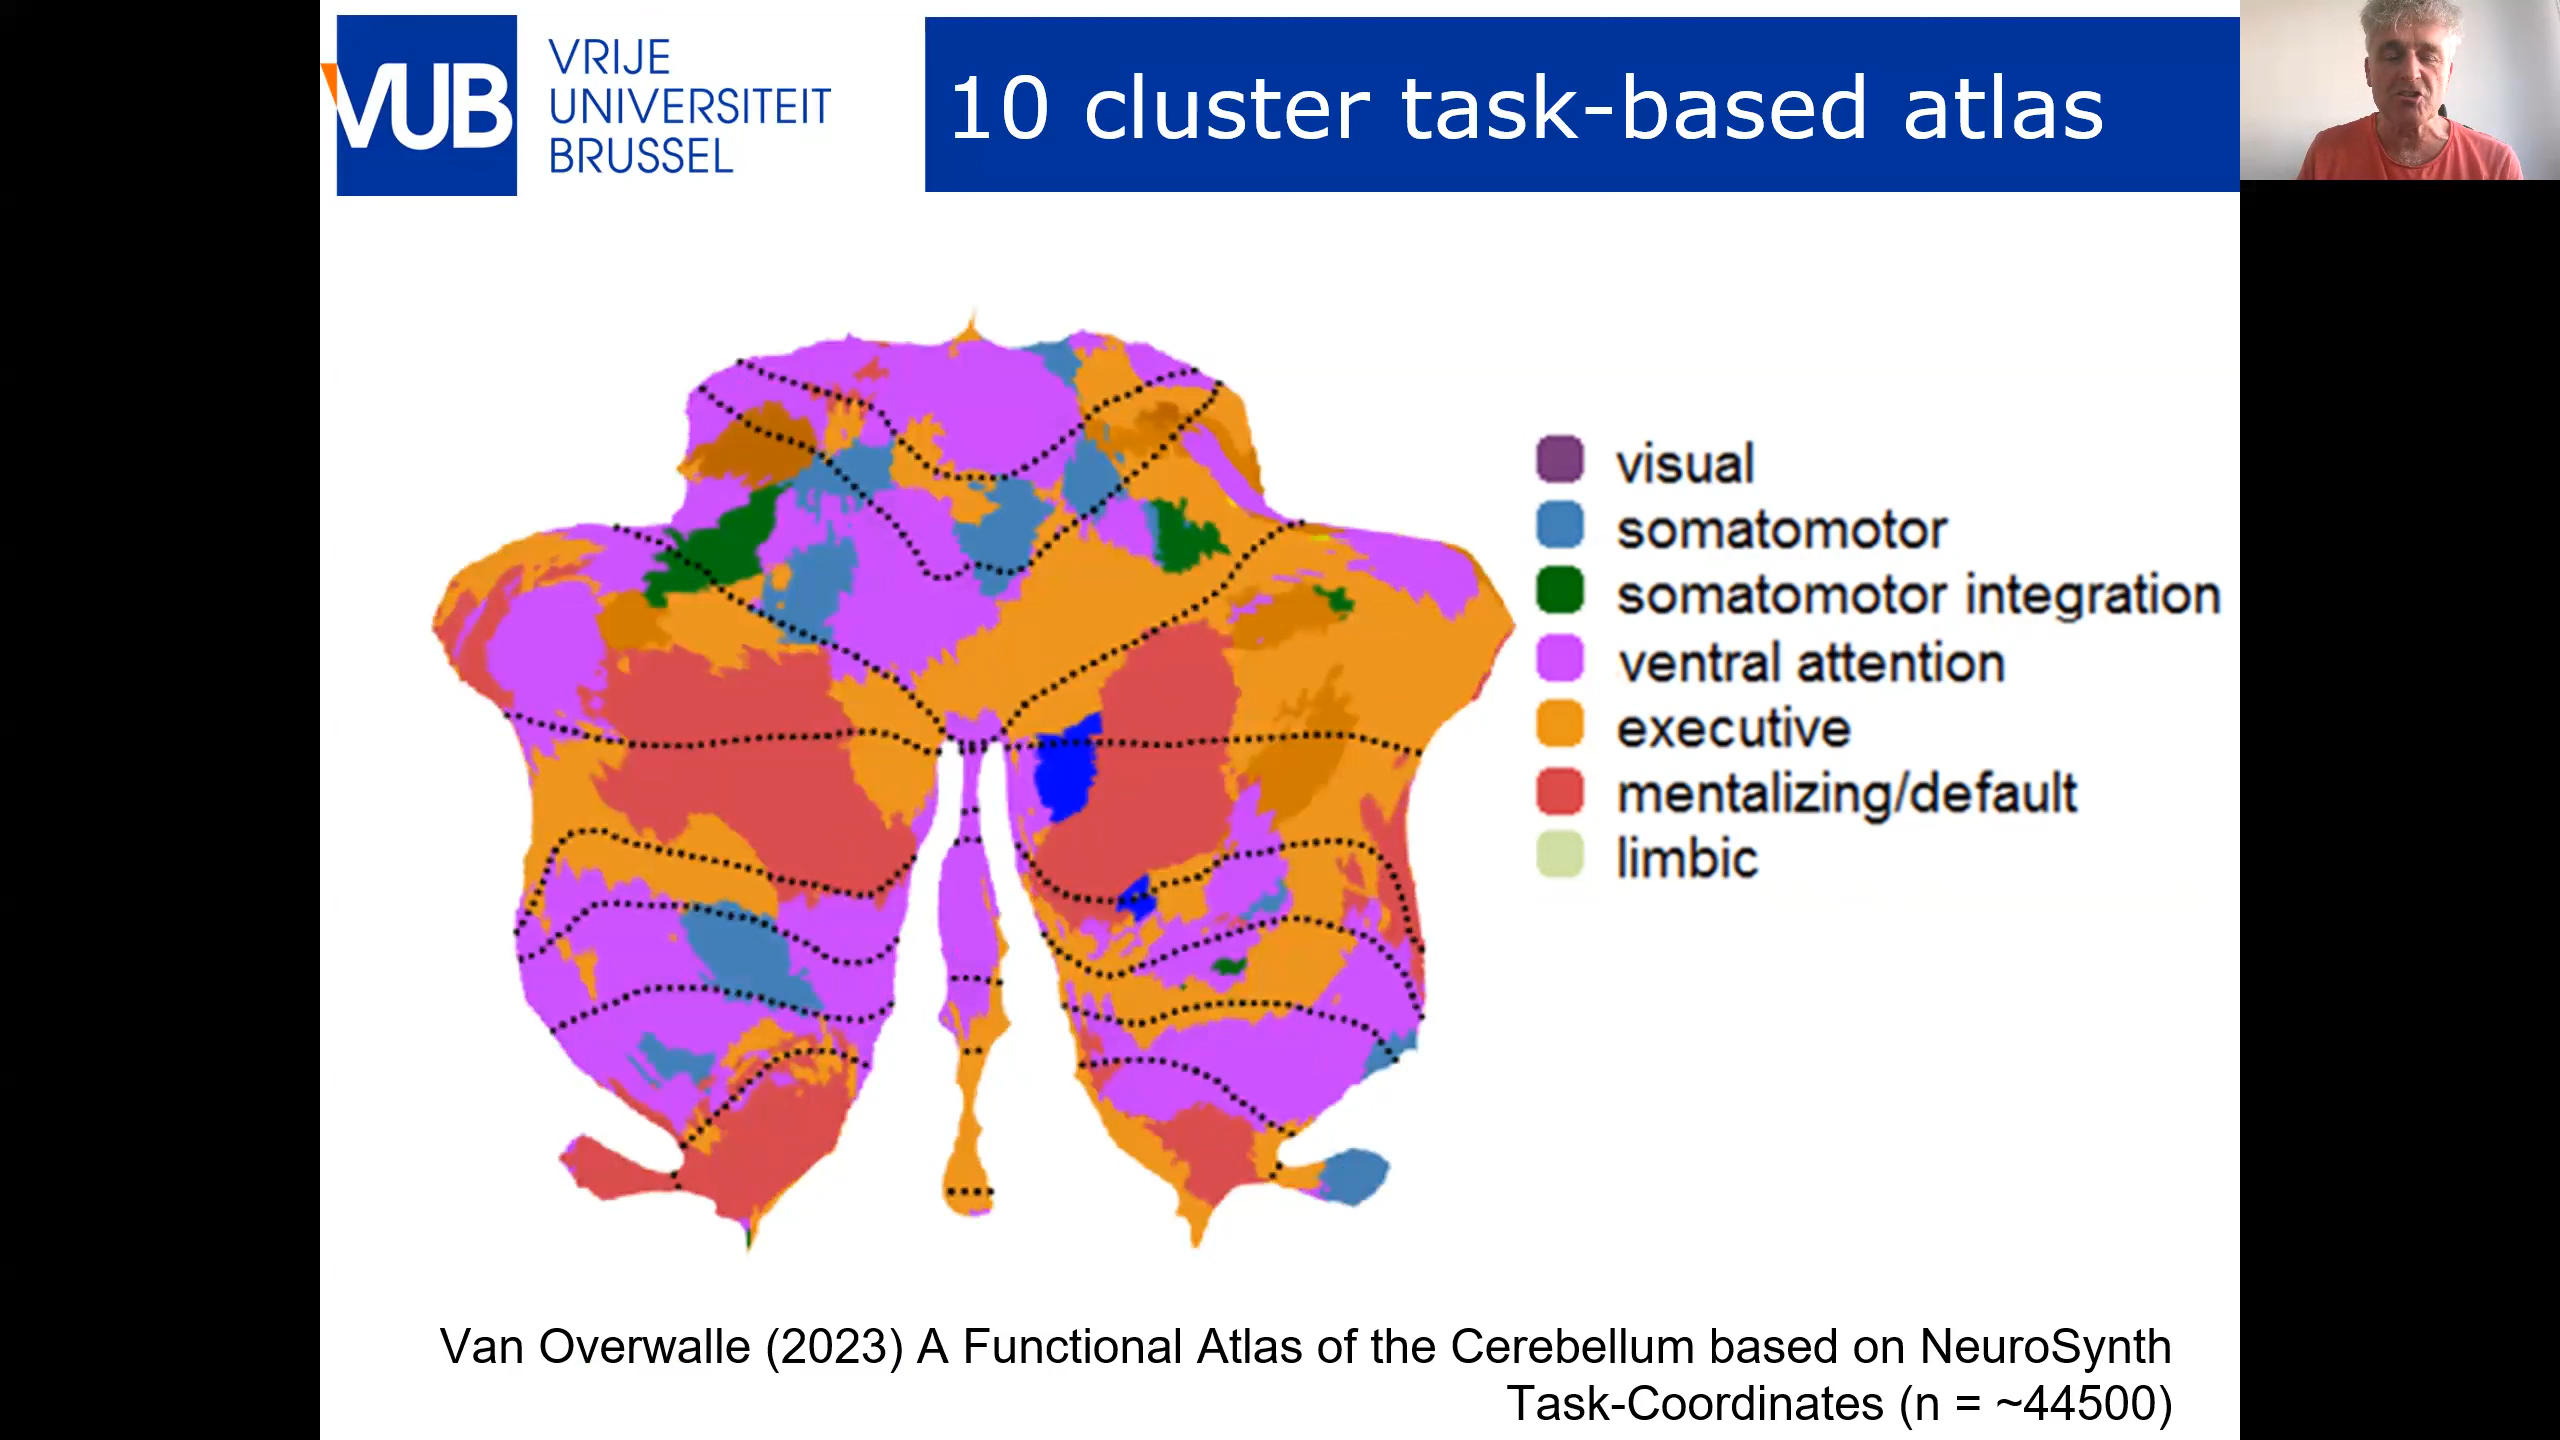 VUB
VRIJE
UNIVERSITEIT
BRUSSEL
10 cluster task-based atlas
visual
somatomotor
somatomotor integration
ventral attention
executive
mentalizing/default
limbic
Van Overwalle (2023) A Functional Atlas of the Cerebellum based on NeuroSynth
Task-Coordinates (n = ~44500)